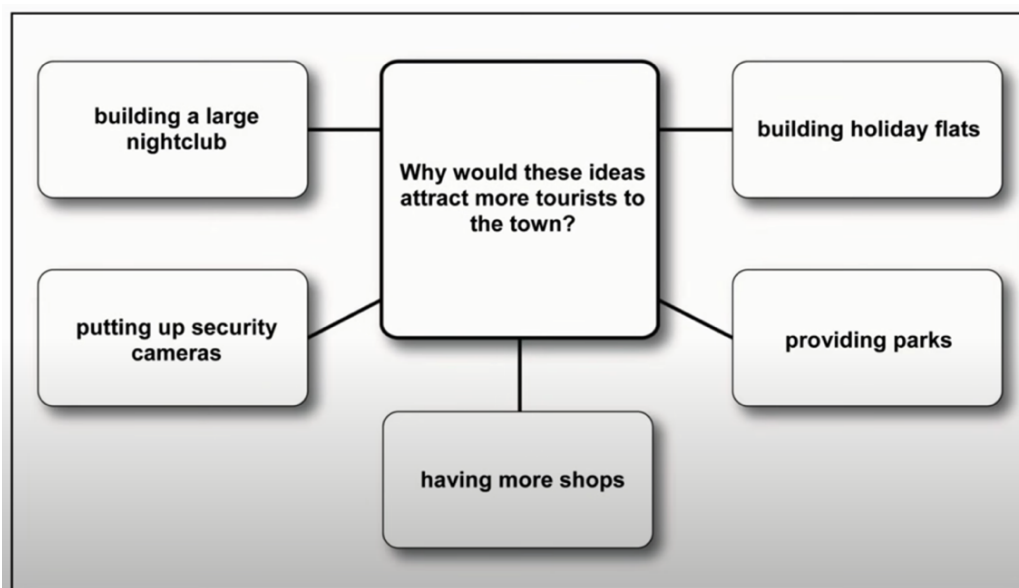 building a large
nightclub
Why would these ideas
attract more tourists to
the town?
building holiday flats
putting up security
cameras
providing parks
having more shops